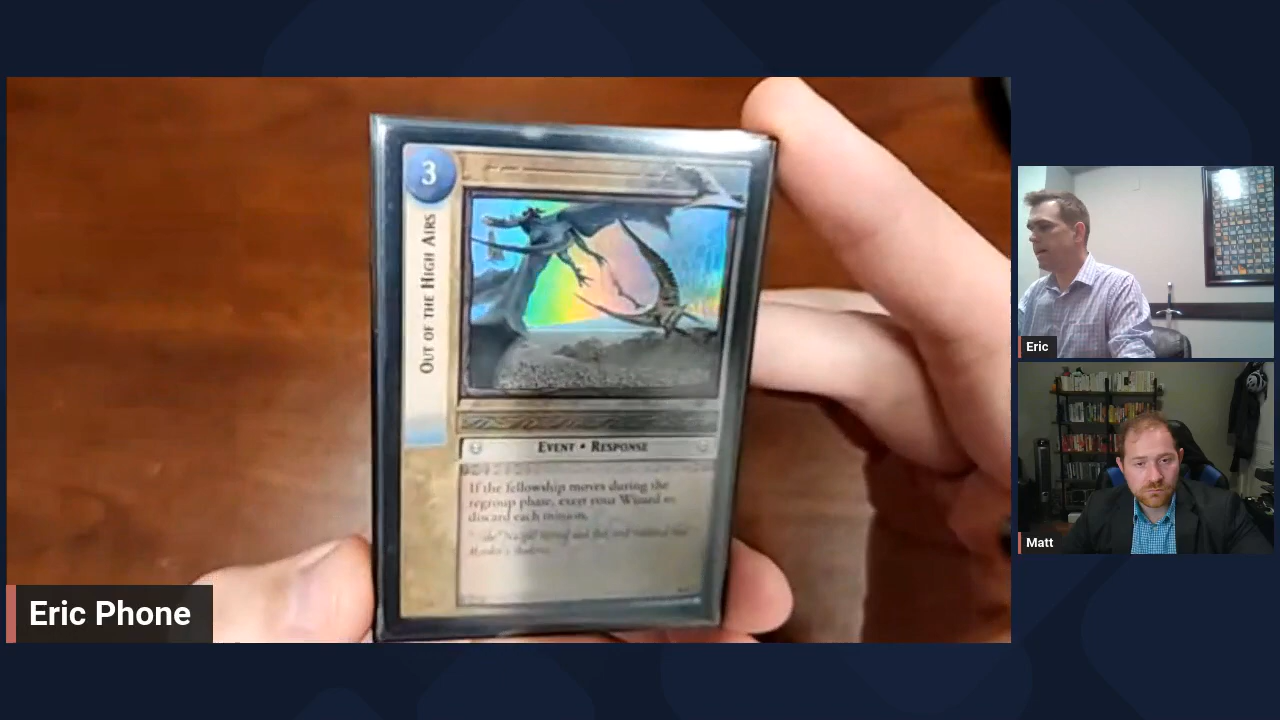 3
OUT OF THE HIGH AIRS
EVENT • RESPONSE
If the fellowship moves during the
regroup phase, exert your Wizard to
discard each minion.
Eric Phone
Eric
Matt